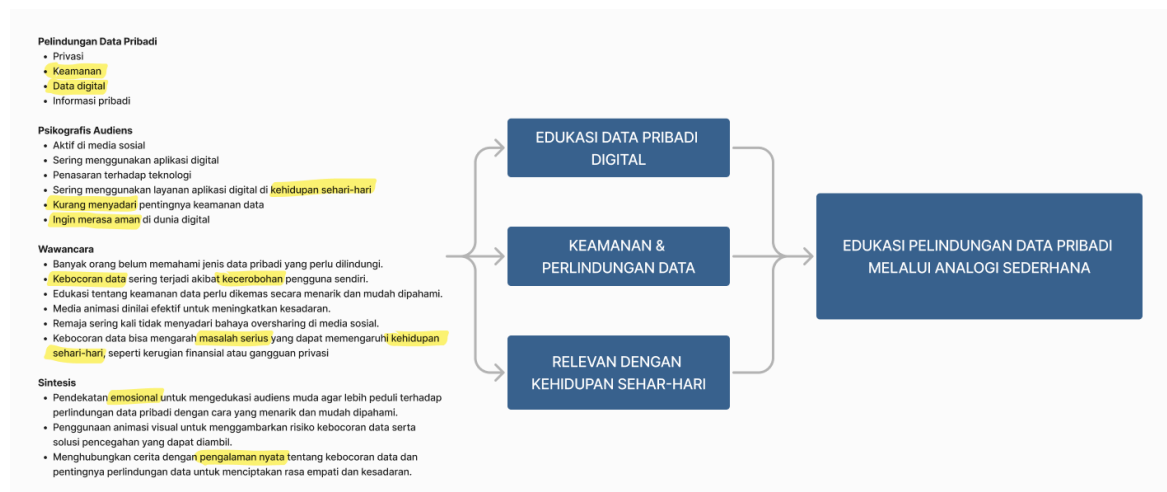 Pelindungan Data Pribadi
• Privasi
• Keamanan
• Data digital
• Informasi pribadi
Psikografis Audiens
• Aktif di media sosial
• Sering menggunakan aplikasi digital
• Penasaran terhadap teknologi
• Sering menggunakan layanan aplikasi digital di kehidupan sehari-hari
• Kurang menyadari pentingnya keamanan data
• Ingin merasa aman di dunia digital
Wawancara
• Banyak orang belum memahami jenis data pribadi yang perlu dilindungi.
• Kebocoran data sering terjadi akibat kecerobohan pengguna sendiri.
• Edukasi tentang keamanan data perlu dikemas secara menarik dan mudah dipahami.
• Media animasi dinilai efektif untuk meningkatkan kesadaran.
• Remaja sering kali tidak menyadari bahaya oversharing di media sosial.
• Kebocoran data bisa mengarah masalah serius yang dapat memengaruhi kehidupan
sehari-hari, seperti kerugian finansial atau gangguan privasi
Sintesis
• Pendekatan emosional untuk mengedukasi audiens muda agar lebih peduli terhadap
perlindungan data pribadi dengan cara yang menarik dan mudah dipahami.
• Penggunaan animasi visual untuk menggambarkan risiko kebocoran data serta
solusi pencegahan yang dapat diambil.
• Menghubungkan cerita dengan pengalaman nyata tentang kebocoran data dan
pentingnya perlindungan data untuk menciptakan rasa empati dan kesadaran.
EDUKASI DATA PRIBADI
DIGITAL
KEAMANAN &
PERLINDUNGAN DATA
RELEVAN DENGAN
KEHIDUPAN SEHAR-HARI
EDUKASI PELINDUNGAN DATA PRIBADI
MELALUI ANALOGI SEDERHANA